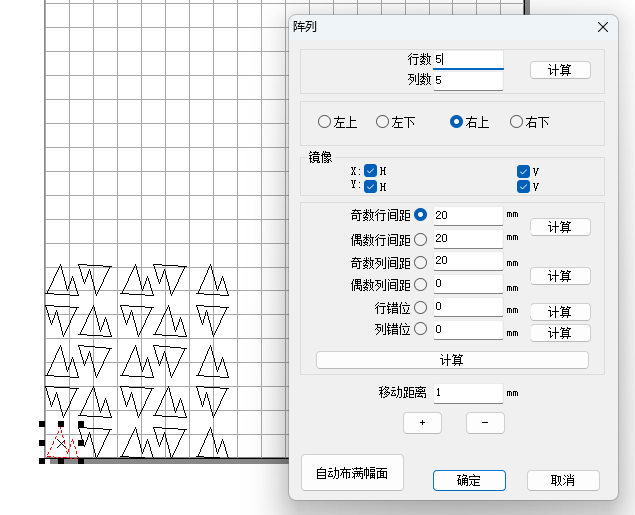 阵列
行数 5
列数 5
计算
左上 左下 右上 右下
镜像
X: H V
Y: H V
奇数行间距 20 mm
计算
偶数行间距 20 mm
奇数列间距 20 mm
计算
偶数列间距 0 mm
行错位 0 mm 计算
列错位 0 mm 计算
计算
移动距离 1 mm
+ -
自动布满幅面 确定 取消